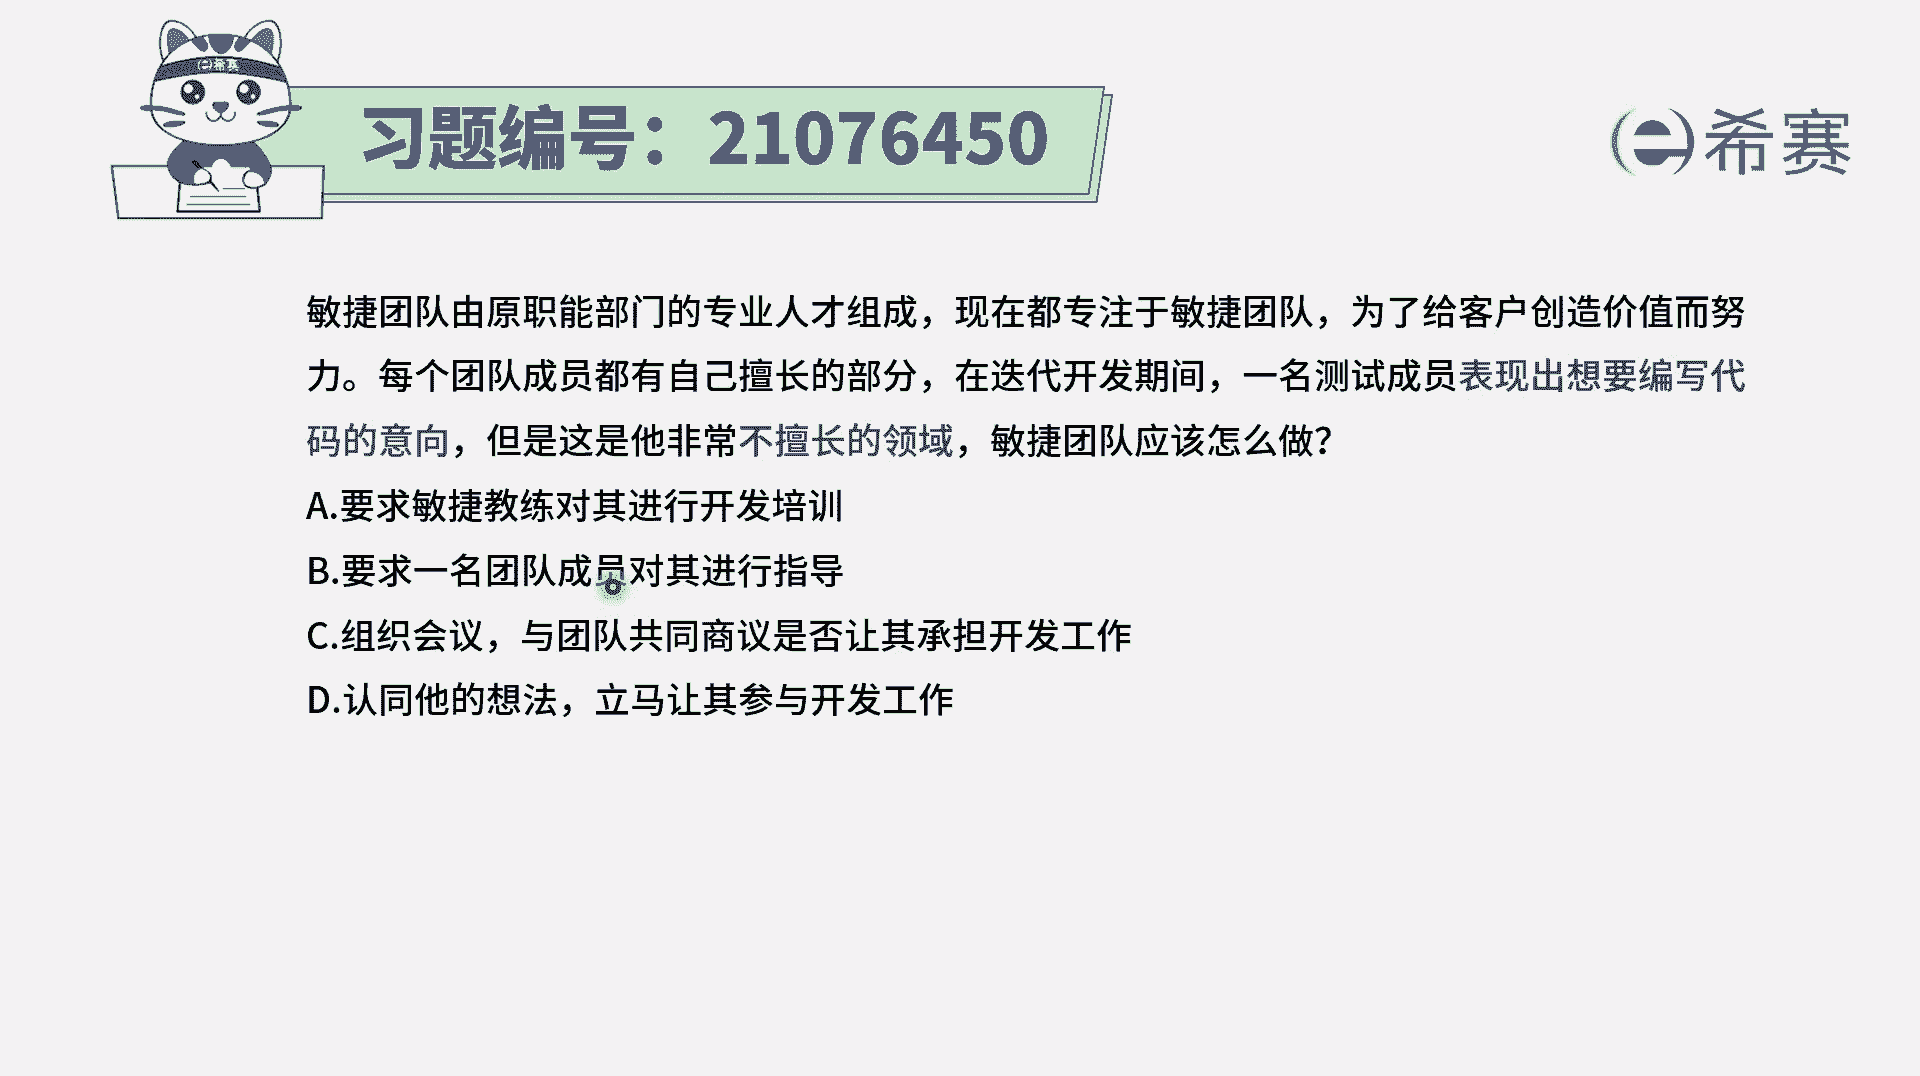 希赛
习题编号：21076450
希赛
敏捷团队由原职能部门的专业人才组成，现在都专注于敏捷团队，为了给客户创造价值而努
力。每个团队成员都有自己擅长的部分，在迭代开发期间，一名测试成员表现出想要编写代
码的意向，但是这是他非常不擅长的领域，敏捷团队应该怎么做？
A.要求敏捷教练对其进行开发培训
B.要求一名团队成员对其进行指导
C.组织会议，与团队共同商议是否让其承担开发工作
D.认同他的想法，立马让其参与开发工作